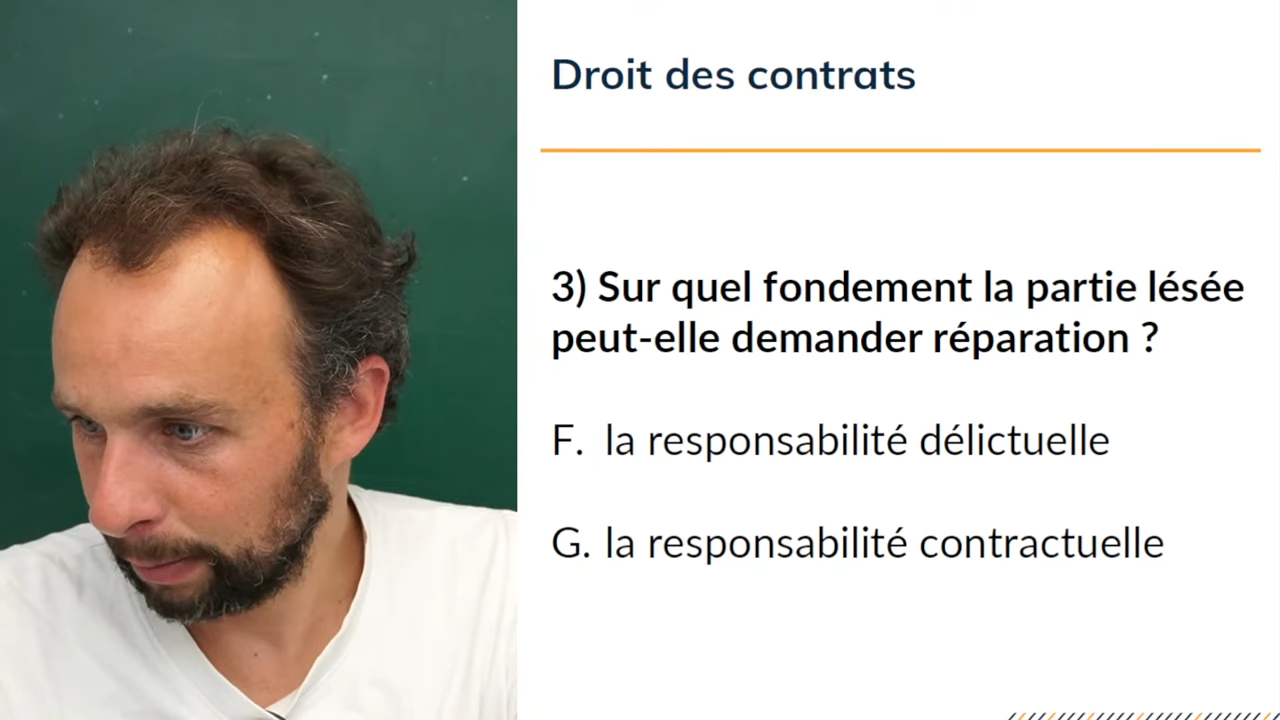 Droit des contrats
3) Sur quel fondement la partie lésée
peut-elle demander réparation ?
F. la responsabilité délictuelle
G. la responsabilité contractuelle